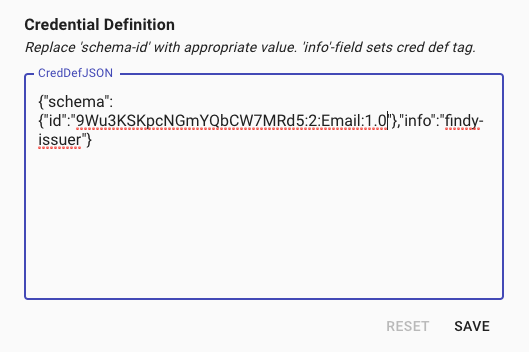 Credential Definition
Replace 'schema-id' with appropriate value. 'info'-field sets cred def tag.
CredDefJSON
{"schema":
{"id":"9Wu3KSKpcNGmYQbCW7MRd5:2:Email:1.0"},"info":"findy-
issuer"}
RESET SAVE